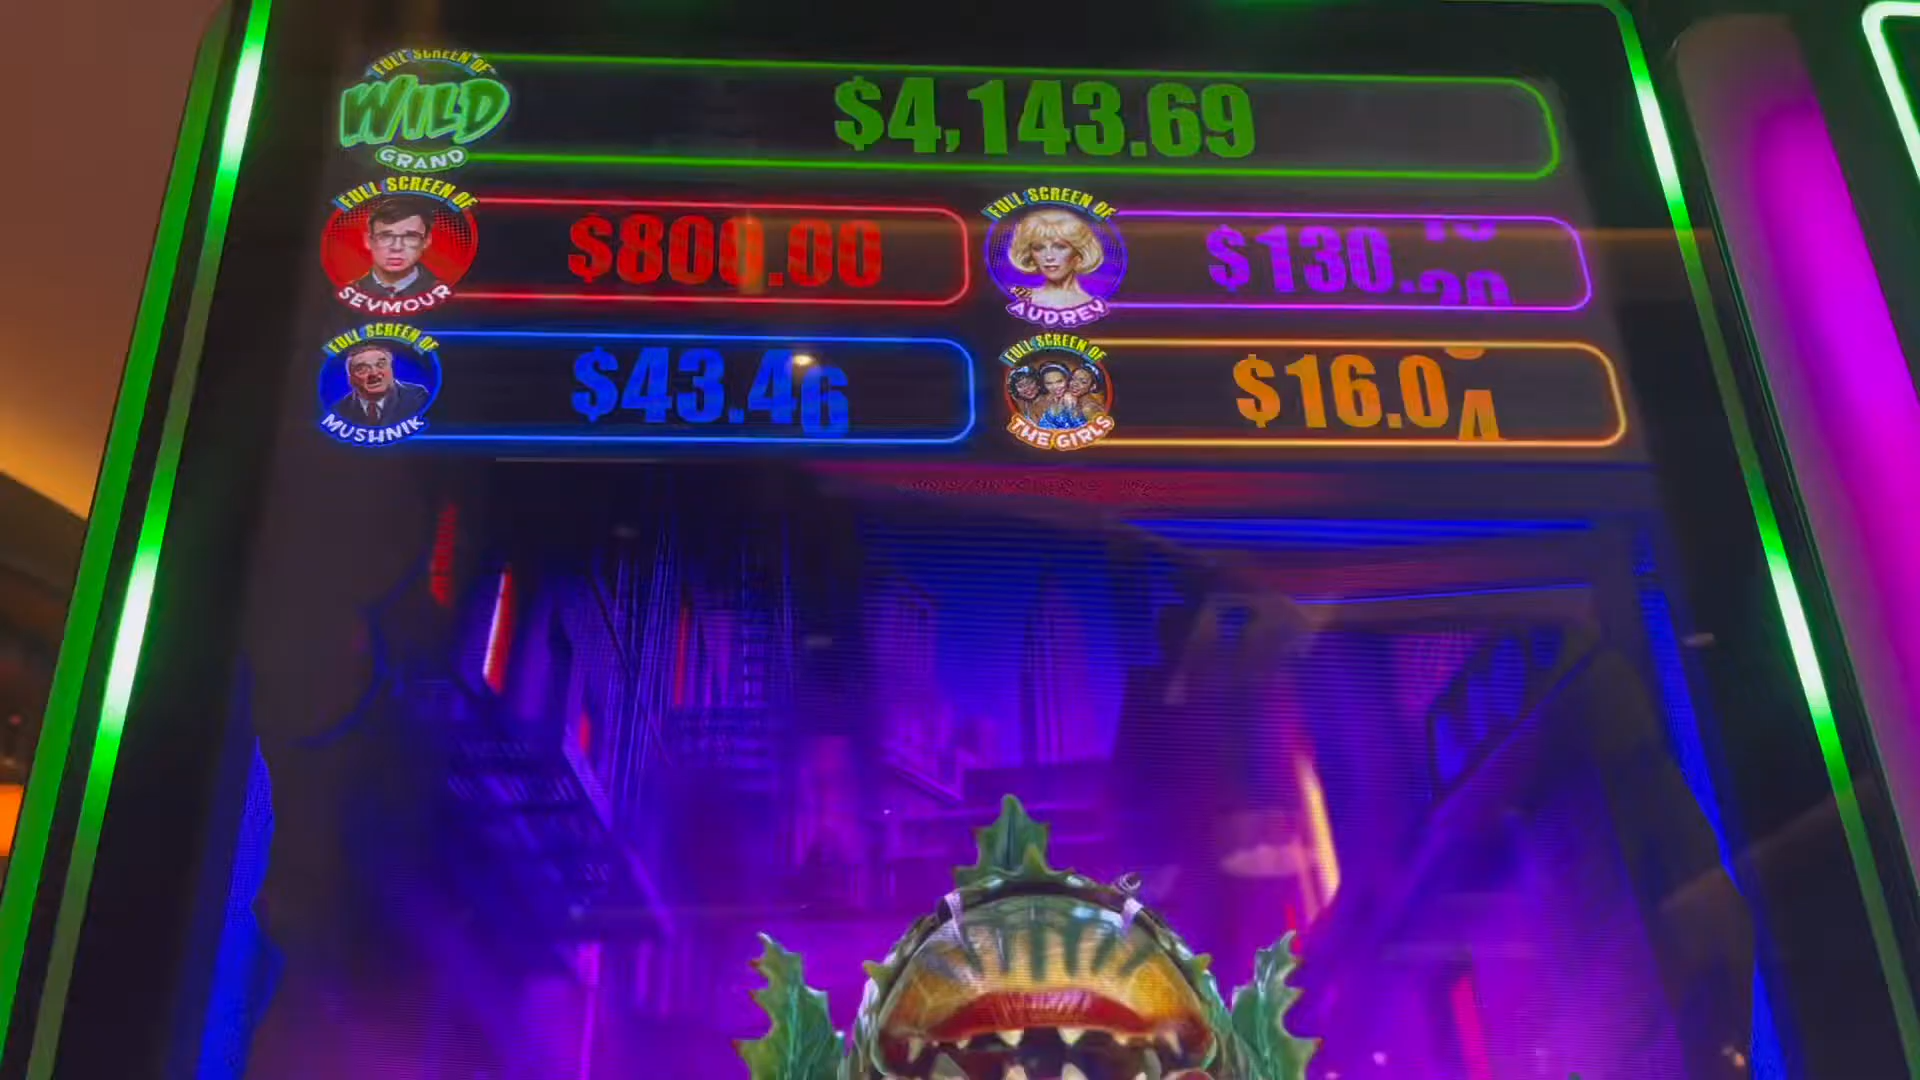 FULL SCREEN OF
WILD
GRAND
$4,143.69
FULL SCREEN OF
SEYMOUR
$800.00
FULL SCREEN OF
AUDREY
$130.
FULL SCREEN OF
MUSHNIK
$43.46
FULL SCREEN OF
THE GIRLS
$16.04